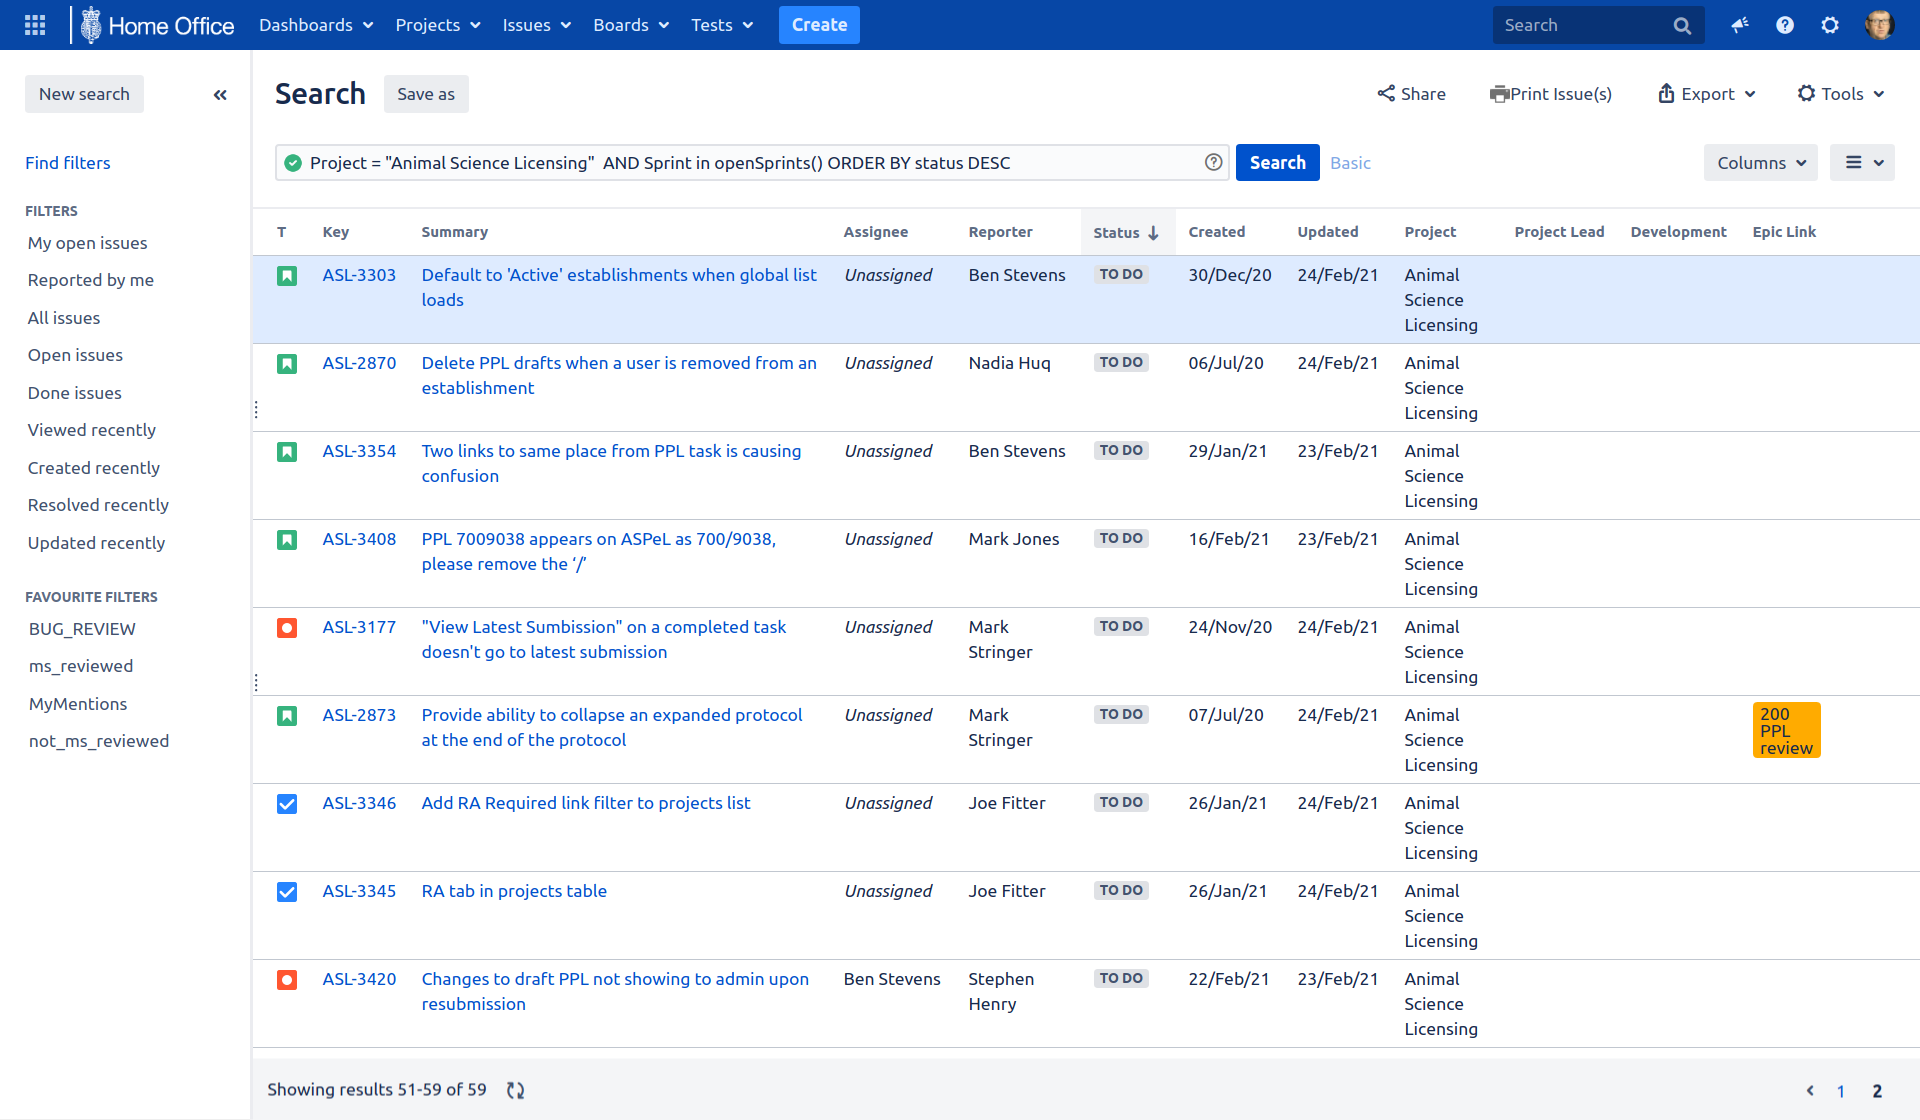 Home Office Dashboards Projects Issues Boards Tests Create Search
New search
Search Save as Share Print Issue(s) Export Tools
Find filters
Project = "Animal Science Licensing"  AND Sprint in openSprints() ORDER BY status DESC Search Basic Columns
FILTERS
My open issues
Reported by me
All issues
Open issues
Done issues
Viewed recently
Created recently
Resolved recently
Updated recently
FAVOURITE FILTERS
BUG_REVIEW
ms_reviewed
MyMentions
not_ms_reviewed
T Key Summary Assignee Reporter Status Created Updated Project Project Lead Development Epic Link
ASL-3303 Default to 'Active' establishments when global list Unassigned Ben Stevens TO DO 30/Dec/20 24/Feb/21 Animal
loads Science
Licensing
ASL-2870 Delete PPL drafts when a user is removed from an Unassigned Nadia Huq TO DO 06/Jul/20 24/Feb/21 Animal
establishment Science
Licensing
ASL-3354 Two links to same place from PPL task is causing Unassigned Ben Stevens TO DO 29/Jan/21 23/Feb/21 Animal
confusion Science
Licensing
ASL-3408 PPL 7009038 appears on ASPeL as 700/9038, Unassigned Mark Jones TO DO 16/Feb/21 23/Feb/21 Animal
please remove the ‘/’ Science
Licensing
ASL-3177 "View Latest Sumbission" on a completed task Unassigned Mark TO DO 24/Nov/20 24/Feb/21 Animal
doesn't go to latest submission Stringer Science
Licensing
ASL-2873 Provide ability to collapse an expanded protocol Unassigned Mark TO DO 07/Jul/20 24/Feb/21 Animal 200
at the end of the protocol Stringer Science PPL
Licensing review
ASL-3346 Add RA Required link filter to projects list Unassigned Joe Fitter TO DO 26/Jan/21 24/Feb/21 Animal
Science
Licensing
ASL-3345 RA tab in projects table Unassigned Joe Fitter TO DO 26/Jan/21 24/Feb/21 Animal
Science
Licensing
ASL-3420 Changes to draft PPL not showing to admin upon Ben Stevens Stephen TO DO 22/Feb/21 23/Feb/21 Animal
resubmission Henry Science
Licensing
Showing results 51-59 of 59 1 2